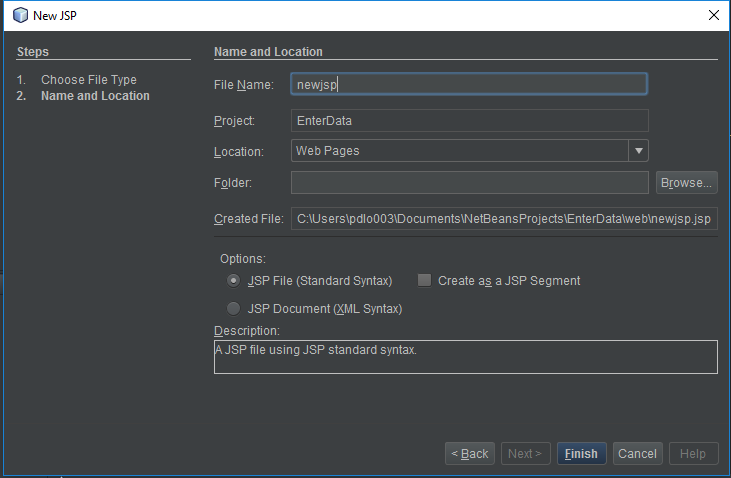 New JSP
Steps
1. Choose File Type
2. Name and Location
Name and Location
File Name: newjsp
Project: EnterData
Location: Web Pages
Folder: Browse...
Created File: C:\Users\pdlo003\Documents\NetBeansProjects\EnterData\web\newjsp.jsp
Options:
JSP File (Standard Syntax) Create as a JSP Segment
JSP Document (XML Syntax)
Description:
A JSP file using JSP standard syntax.
< Back Next > Finish Cancel Help